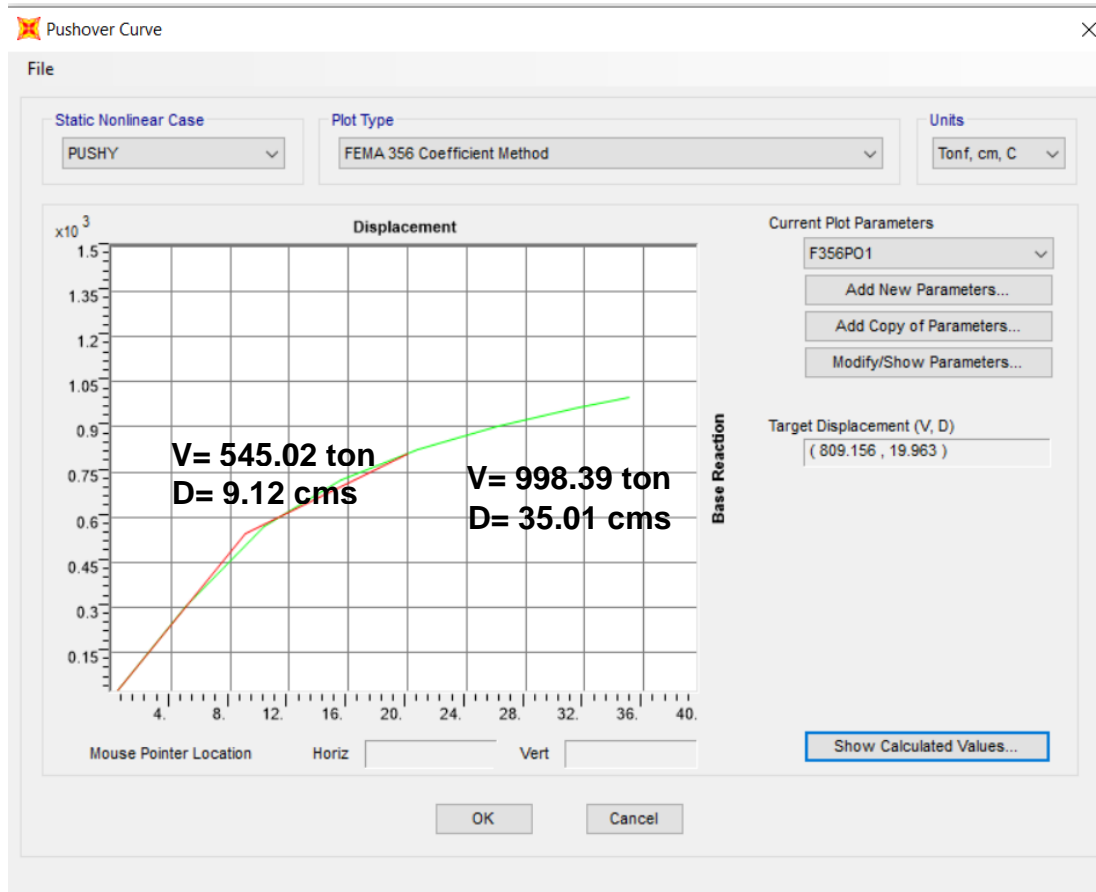 Pushover Curve
File
Static Nonlinear Case
PUSHY
Plot Type
FEMA 356 Coefficient Method
Units
Tonf, cm, C
x10 3
Displacement
1.5
1.35
1.2
1.05
0.9
0.75
0.6
0.45
0.3
0.15
V= 545.02 ton
D= 9.12 cms
V= 998.39 ton
D= 35.01 cms
4. 8. 12. 16. 20. 24. 28. 32. 36. 40.
Base Reaction
Mouse Pointer Location Horiz Vert
Current Plot Parameters
F356PO1
Add New Parameters...
Add Copy of Parameters...
Modify/Show Parameters...
Target Displacement (V, D)
( 809.156 , 19.963 )
Show Calculated Values...
OK Cancel